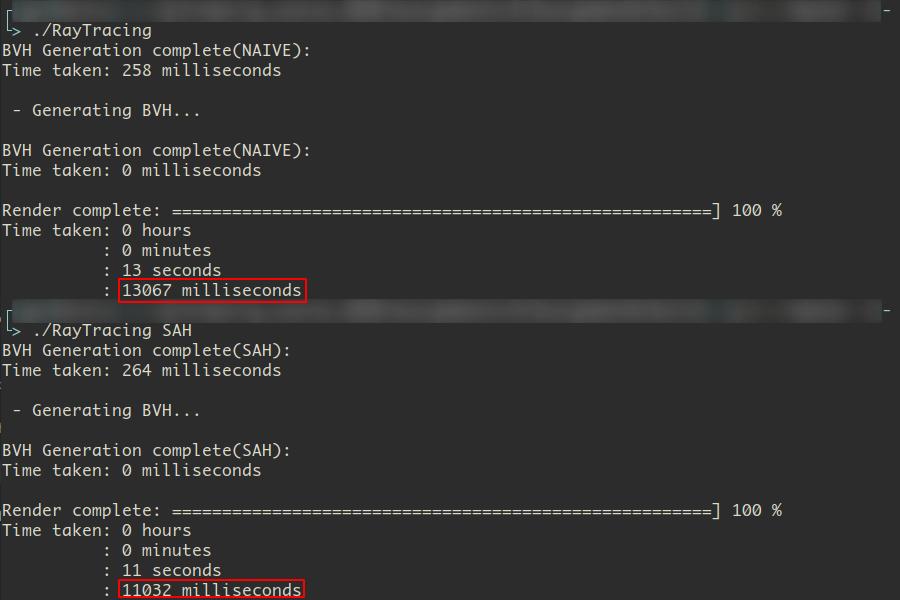 > ./RayTracing
BVH Generation complete(NAIVE):
Time taken: 258 milliseconds
- Generating BVH...
BVH Generation complete(NAIVE):
Time taken: 0 milliseconds
Render complete: ======================================================] 100 %
Time taken: 0 hours
: 0 minutes
: 13 seconds
: 13067 milliseconds
> ./RayTracing SAH
BVH Generation complete(SAH):
Time taken: 264 milliseconds
- Generating BVH...
BVH Generation complete(SAH):
Time taken: 0 milliseconds
Render complete: ======================================================] 100 %
Time taken: 0 hours
: 0 minutes
: 11 seconds
: 11032 milliseconds